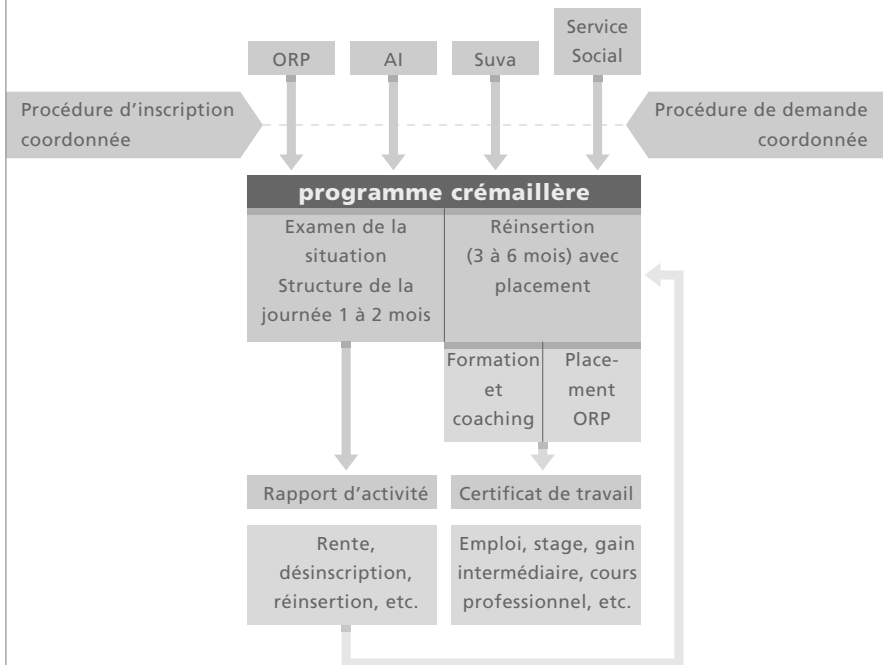 ORP
AI
Suva
Service
Social
Procédure d’inscription
coordonnée
Procédure de demande
coordonnée
programme crémaillère
Examen de la
situation
Structure de la
journée 1 à 2 mois
Réinsertion
(3 à 6 mois) avec
placement
Formation
et
coaching
Place-
ment
ORP
Rapport d’activité
Certificat de travail
Rente,
désinscription,
réinsertion, etc.
Emploi, stage, gain
intermédiaire, cours
professionnel, etc.